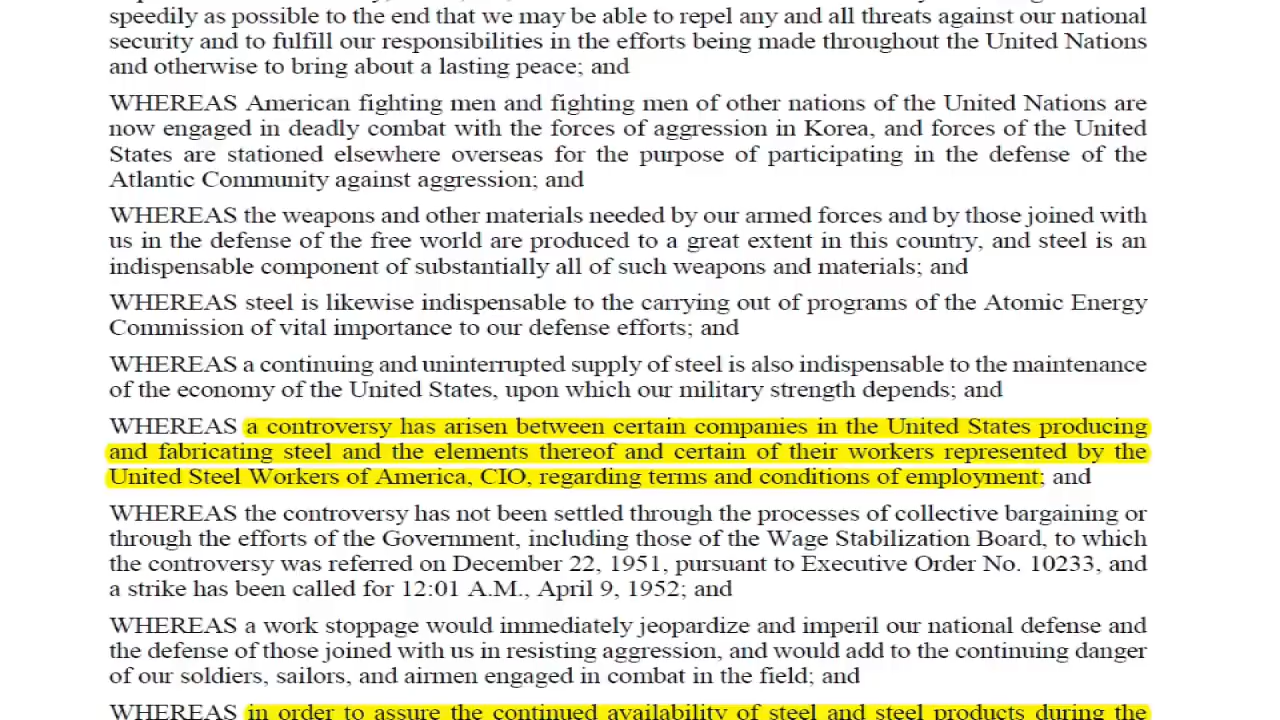 speedily as possible to the end that we may be able to repel any and all threats against our national
security and to fulfill our responsibilities in the efforts being made throughout the United Nations
and otherwise to bring about a lasting peace; and
WHEREAS American fighting men and fighting men of other nations of the United Nations are
now engaged in deadly combat with the forces of aggression in Korea, and forces of the United
States are stationed elsewhere overseas for the purpose of participating in the defense of the
Atlantic Community against aggression; and
WHEREAS the weapons and other materials needed by our armed forces and by those joined with
us in the defense of the free world are produced to a great extent in this country, and steel is an
indispensable component of substantially all of such weapons and materials; and
WHEREAS steel is likewise indispensable to the carrying out of programs of the Atomic Energy
Commission of vital importance to our defense efforts; and
WHEREAS a continuing and uninterrupted supply of steel is also indispensable to the maintenance
of the economy of the United States, upon which our military strength depends; and
WHEREAS a controversy has arisen between certain companies in the United States producing
and fabricating steel and the elements thereof and certain of their workers represented by the
United Steel Workers of America, CIO, regarding terms and conditions of employment; and
WHEREAS the controversy has not been settled through the processes of collective bargaining or
through the efforts of the Government, including those of the Wage Stabilization Board, to which
the controversy was referred on December 22, 1951, pursuant to Executive Order No. 10233, and
a strike has been called for 12:01 A.M., April 9, 1952; and
WHEREAS a work stoppage would immediately jeopardize and imperil our national defense and
the defense of those joined with us in resisting aggression, and would add to the continuing danger
of our soldiers, sailors, and airmen engaged in combat in the field; and
WHEREAS in order to assure the continued availability of steel and steel products during the